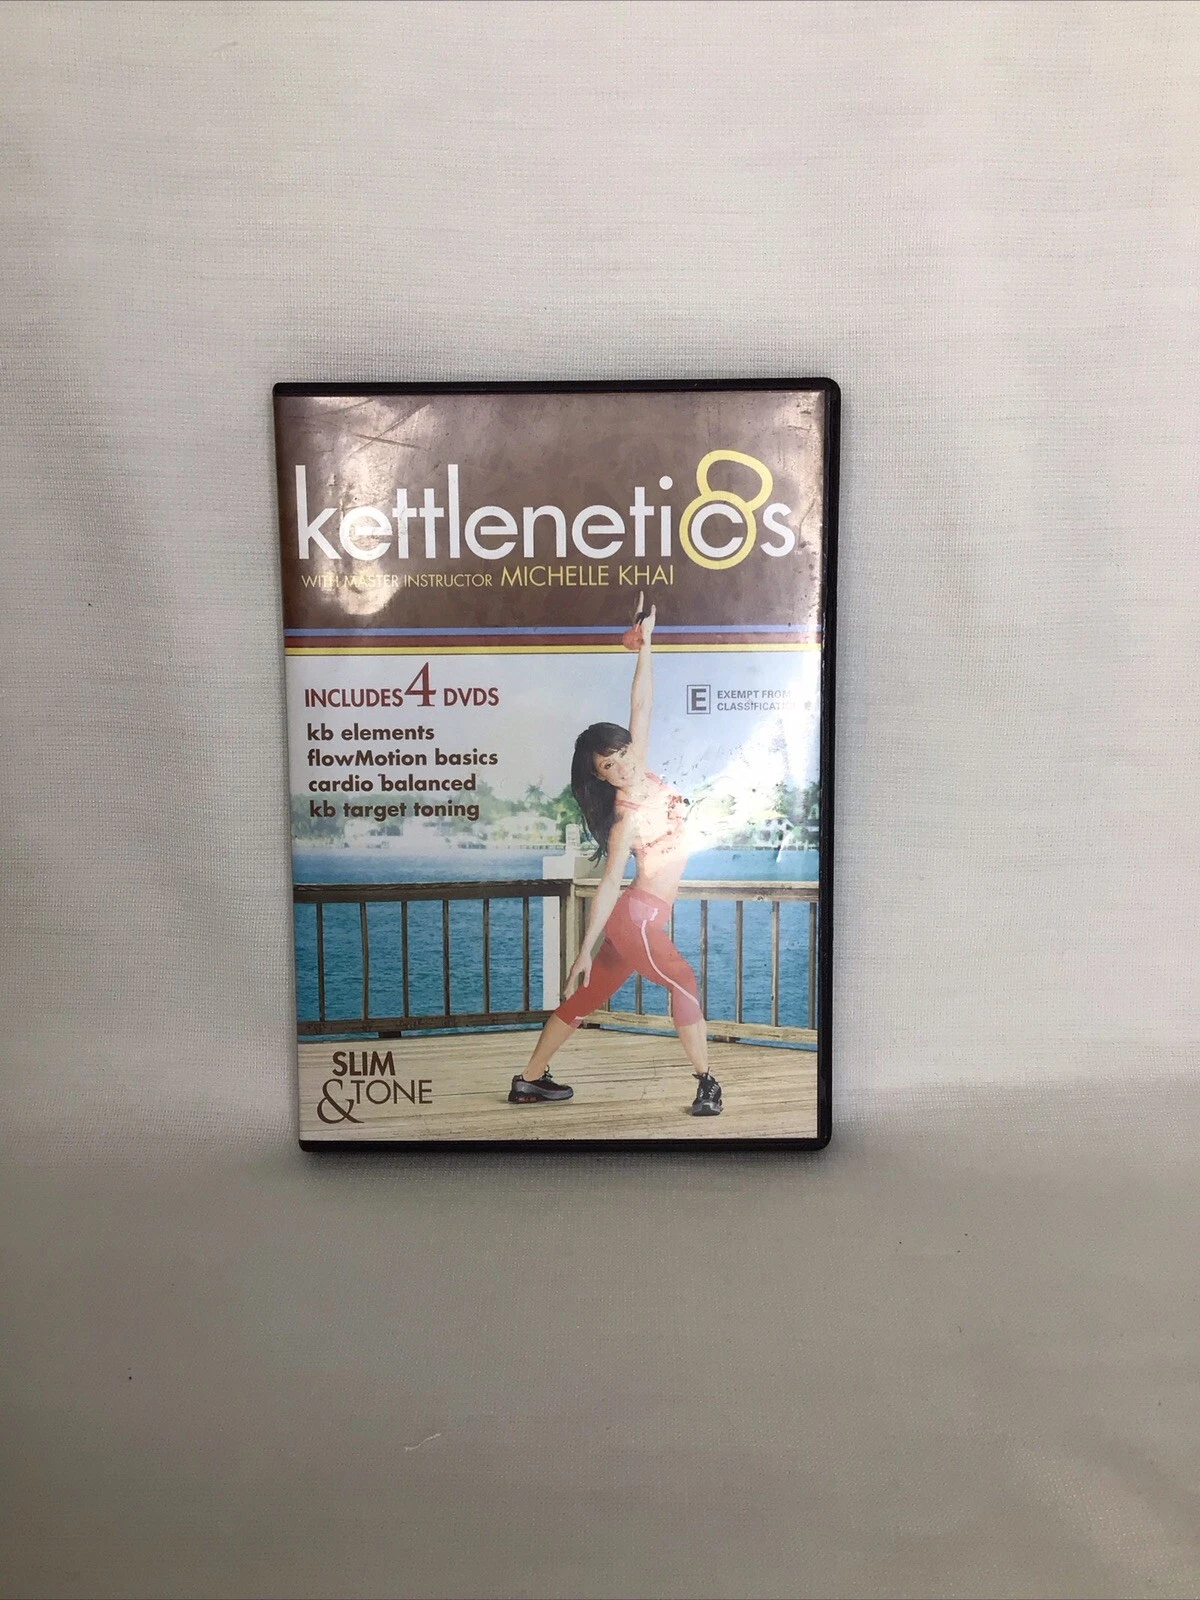 kettlenetics
WITH MASTER INSTRUCTOR MICHELLE KHAI
INCLUDES 4 DVDS
kb elements
flowMotion basics
cardio balanced
kb target toning
E EXEMPT FROM
CLASSIFICATION
SLIM
& TONE